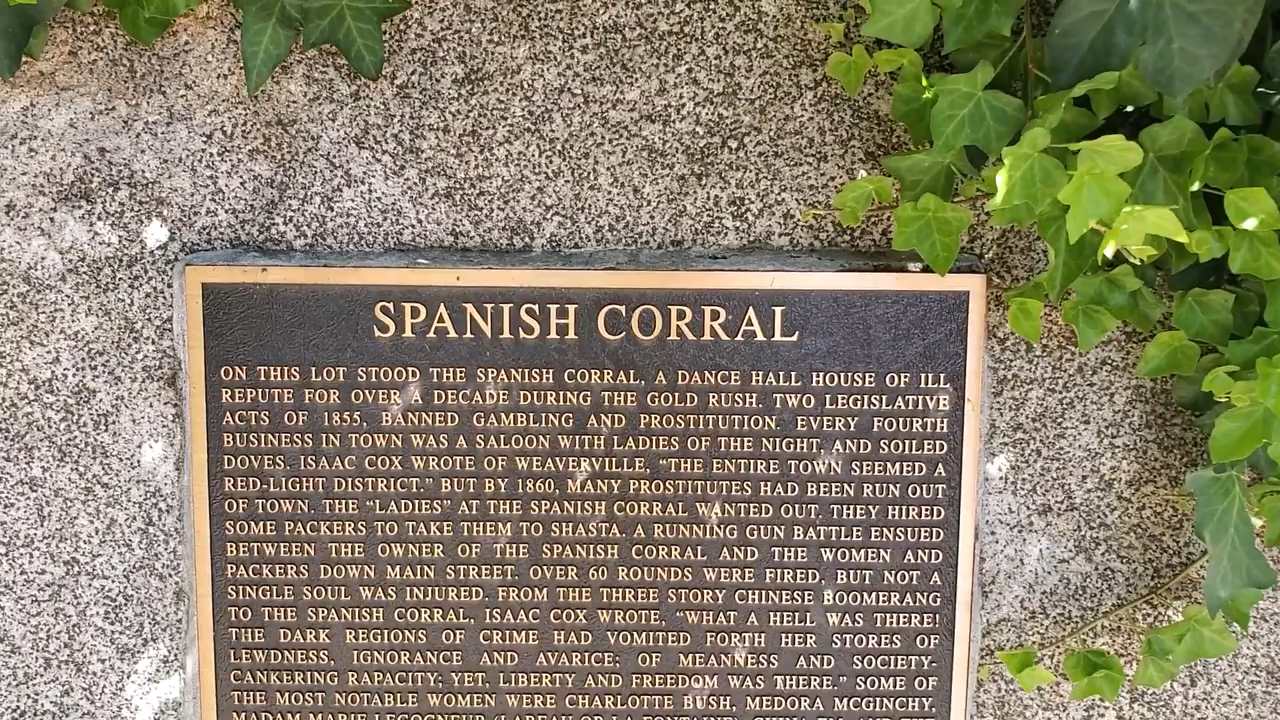 SPANISH CORRAL
ON THIS LOT STOOD THE SPANISH CORRAL, A DANCE HALL HOUSE OF ILL
REPUTE FOR OVER A DECADE DURING THE GOLD RUSH. TWO LEGISLATIVE
ACTS OF 1855, BANNED GAMBLING AND PROSTITUTION. EVERY FOURTH
BUSINESS IN TOWN WAS A SALOON WITH LADIES OF THE NIGHT, AND SOILED
DOVES. ISAAC COX WROTE OF WEAVERVILLE, “THE ENTIRE TOWN SEEMED A
RED-LIGHT DISTRICT.” BUT BY 1860, MANY PROSTITUTES HAD BEEN RUN OUT
OF TOWN. THE “LADIES” AT THE SPANISH CORRAL WANTED OUT. THEY HIRED
SOME PACKERS TO TAKE THEM TO SHASTA. A RUNNING GUN BATTLE ENSUED
BETWEEN THE OWNER OF THE SPANISH CORRAL AND THE WOMEN AND
PACKERS DOWN MAIN STREET. OVER 60 ROUNDS WERE FIRED, BUT NOT A
SINGLE SOUL WAS INJURED. FROM THE THREE STORY CHINESE BOOMERANG
TO THE SPANISH CORRAL, ISAAC COX WROTE, “WHAT A HELL WAS THERE!
THE DARK REGIONS OF CRIME HAD VOMITED FORTH HER STORES OF
LEWDNESS, IGNORANCE AND AVARICE; OF MEANNESS AND SOCIETY-
CANKERING RAPACITY; YET, LIBERTY AND FREEDOM WAS THERE.” SOME OF
THE MOST NOTABLE WOMEN WERE CHARLOTTE BUSH, MEDORA MCGINCHY,
MADAM MARIE